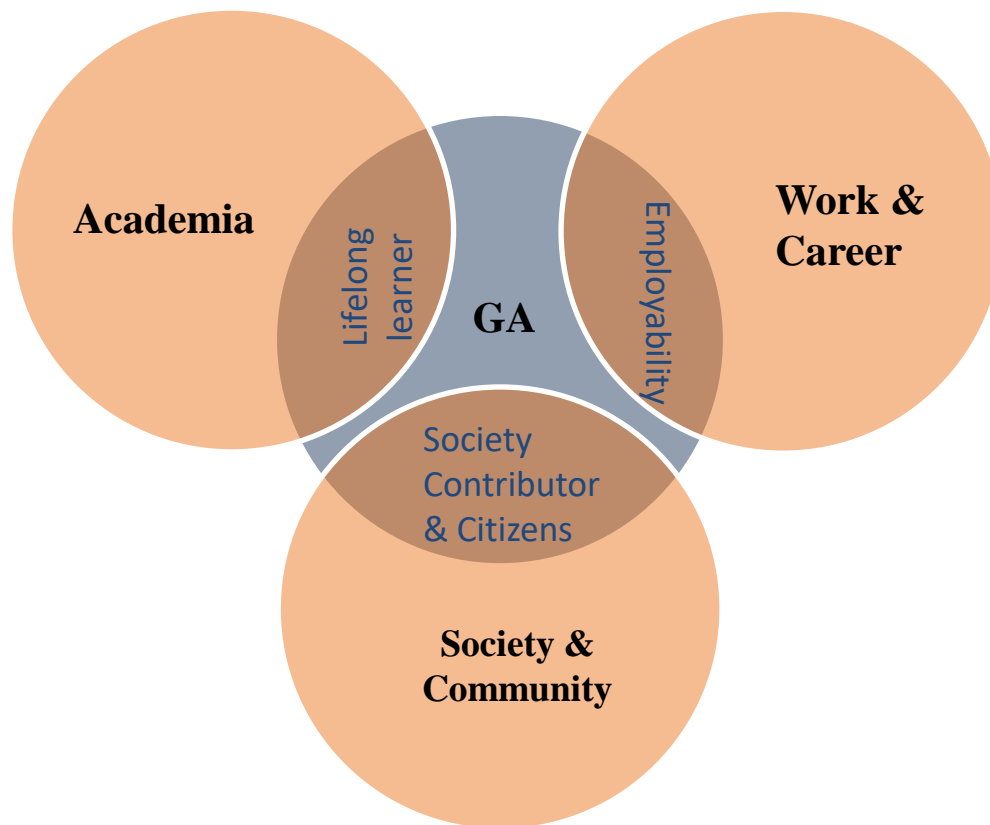 Academia
Work &
Career
Lifelong
learner
GA
Employability
Society
Contributor
& Citizens
Society &
Community